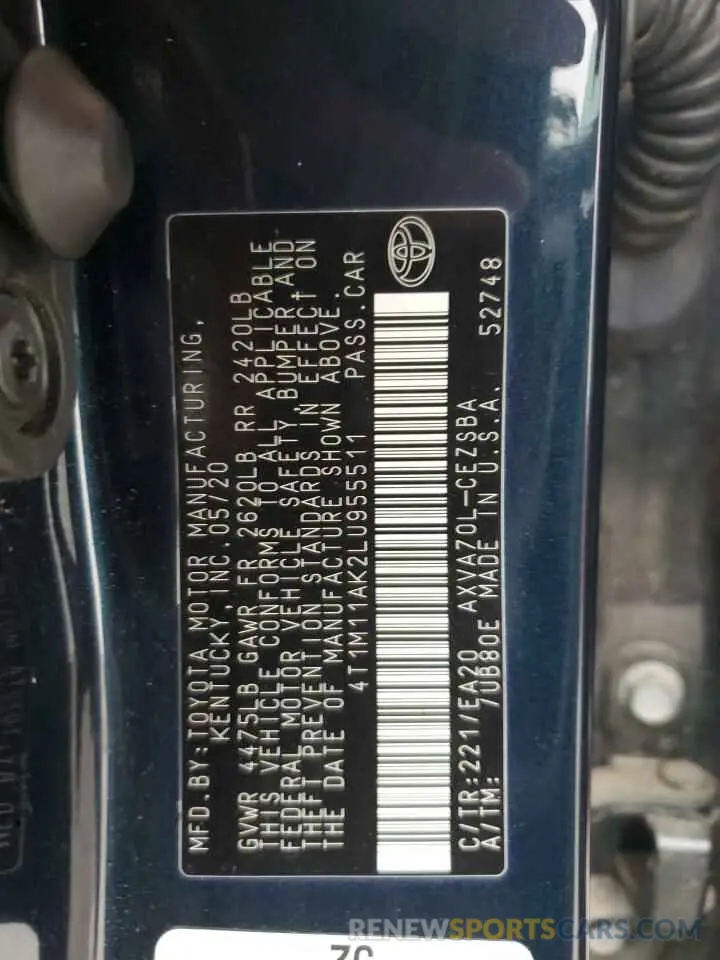 MFD.BY:TOYOTA MOTOR MANUFACTURING,
KENTUCKY, INC.05/20
GVWR 4475LB GAWR FR 2620LB RR 2420LB
THIS VEHICLE CONFORMS TO ALL APPLICABLE
FEDERAL MOTOR VEHICLE SAFETY, BUMPER, AND
THEFT PREVENTION STANDARDS IN EFFECT ON
THE DATE OF MANUFACTURE SHOWN ABOVE.
4T1M11AK2LU955511 PASS.CAR
C/TR:221/EA20 AXVA70L-CEZSBA
A/TM: /UB80E MADE IN U.S.A. 52748
RENEWSPORTSCARS.COM